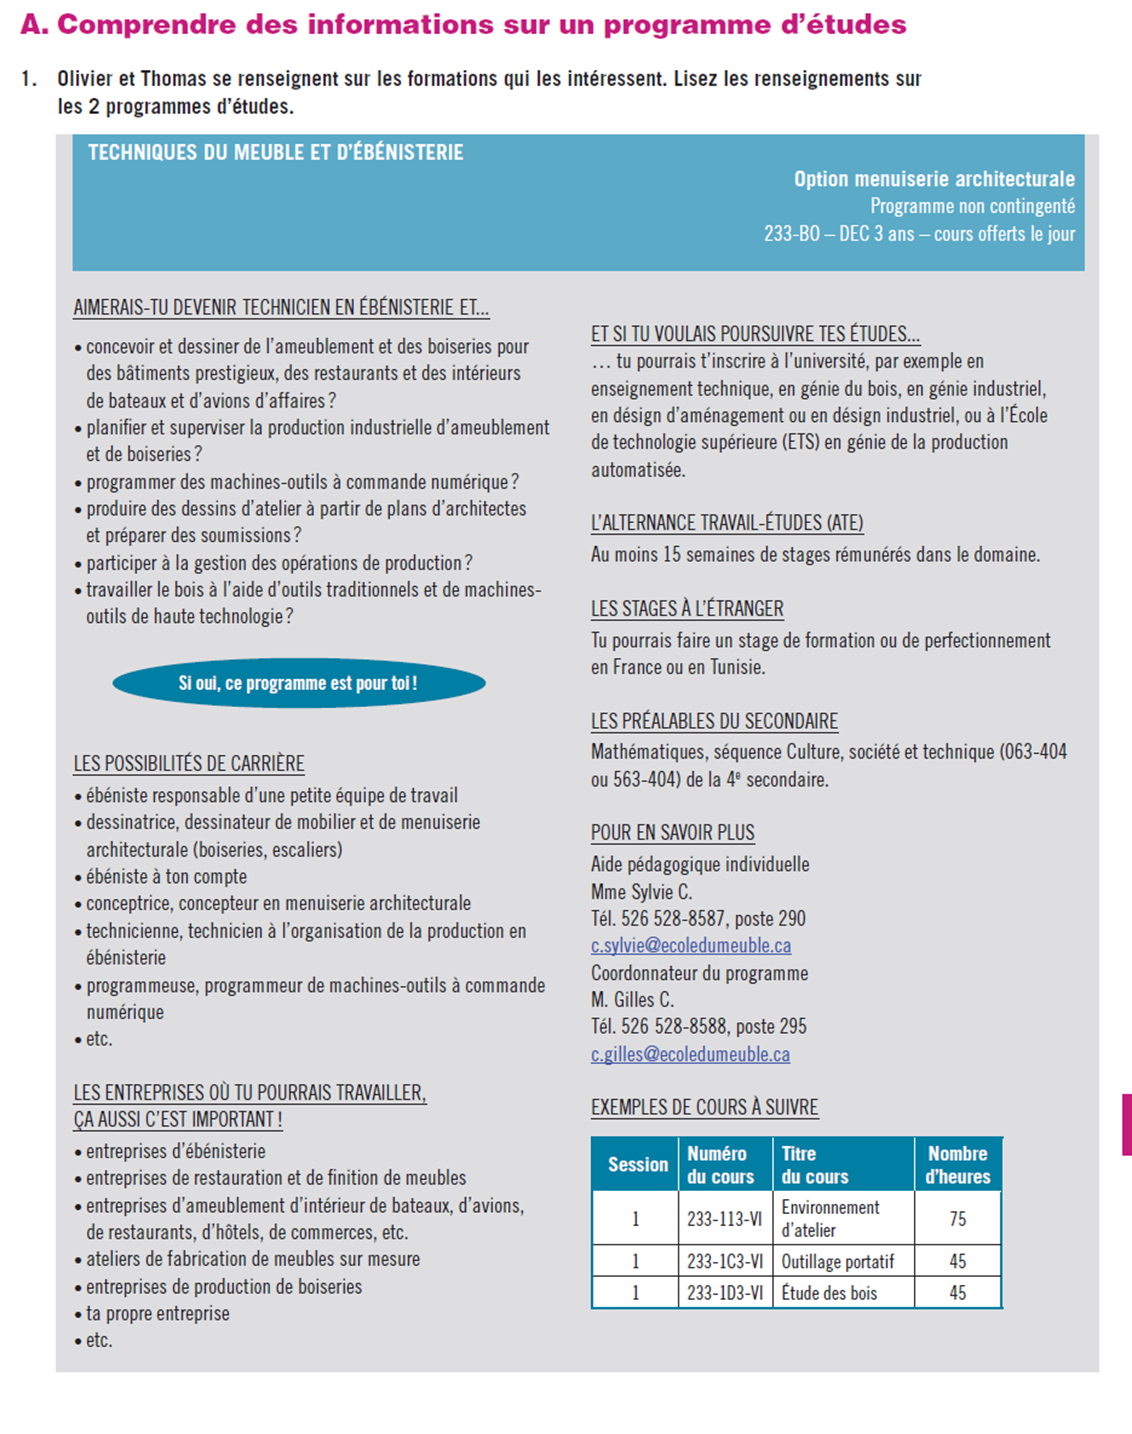 A. Comprendre des informations sur un programme d'études
1. Olivier et Thomas se renseignent sur les formations qui les intéressent. Lisez les renseignements sur
les 2 programmes d'études.
TECHNIQUES DU MEUBLE ET D'ÉBÉNISTERIE
Option menuiserie architecturale
Programme non contingenté
233-BO – DEC 3 ans – cours offerts le jour
AIMERAIS-TU DEVENIR TECHNICIEN EN ÉBÉNISTERIE ET...
• concevoir et dessiner de l'ameublement et des boiseries pour
des bâtiments prestigieux, des restaurants et des intérieurs
de bateaux et d'avions d'affaires ?
• planifier et superviser la production industrielle d'ameublement
et de boiseries ?
• programmer des machines-outils à commande numérique ?
• produire des dessins d'atelier à partir de plans d'architectes
et préparer des soumissions ?
• participer à la gestion des opérations de production ?
• travailler le bois à l'aide d'outils traditionnels et de machines-
outils de haute technologie ?
Si oui, ce programme est pour toi !
LES POSSIBILITÉS DE CARRIÈRE
• ébéniste responsable d'une petite équipe de travail
• dessinatrice, dessinateur de mobilier et de menuiserie
architecturale (boiseries, escaliers)
• ébéniste à ton compte
• conceptrice, concepteur en menuiserie architecturale
• technicienne, technicien à l'organisation de la production en
ébénisterie
• programmeuse, programmeur de machines-outils à commande
numérique
• etc.
LES ENTREPRISES OÙ TU POURRAIS TRAVAILLER,
ÇA AUSSI C'EST IMPORTANT !
• entreprises d'ébénisterie
• entreprises de restauration et de finition de meubles
• entreprises d'ameublement d'intérieur de bateaux, d'avions,
de restaurants, d'hôtels, de commerces, etc.
• ateliers de fabrication de meubles sur mesure
• entreprises de production de boiseries
• ta propre entreprise
• etc.
ET SI TU VOULAIS POURSUIVRE TES ÉTUDES...
... tu pourrais t'inscrire à l'université, par exemple en
enseignement technique, en génie du bois, en génie industriel,
en désign d'aménagement ou en désign industriel, ou à l'École
de technologie supérieure (ETS) en génie de la production
automatisée.
L'ALTERNANCE TRAVAIL-ÉTUDES (ATE)
Au moins 15 semaines de stages rémunérés dans le domaine.
LES STAGES À L'ÉTRANGER
Tu pourrais faire un stage de formation ou de perfectionnement
en France ou en Tunisie.
LES PRÉALABLES DU SECONDAIRE
Mathématiques, séquence Culture, société et technique (063-404
ou 563-404) de la 4e secondaire.
POUR EN SAVOIR PLUS
Aide pédagogique individuelle
Mme Sylvie C.
Tél. 526 528-8587, poste 290
c.sylvie@ecoledumeuble.ca
Coordonnateur du programme
M. Gilles C.
Tél. 526 528-8588, poste 295
c.gilles@ecoledumeuble.ca
EXEMPLES DE COURS À SUIVRE
Session Numéro du cours Titre du cours Nombre d'heures
1 233-113-VI Environnement d'atelier 75
1 233-1C3-VI Outillage portatif 45
1 233-1D3-VI Étude des bois 45